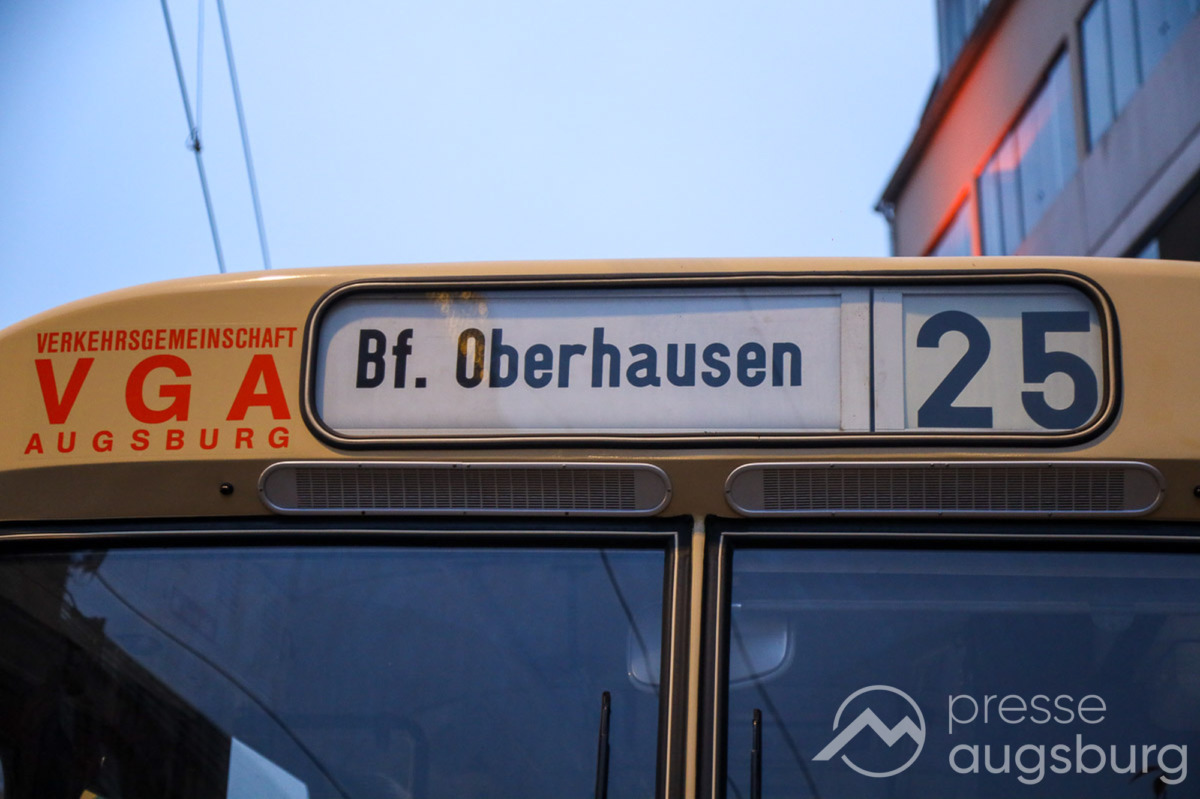 VERKEHRSGEMEINSCHAFT
VGA
AUGSBURG
Bf. Oberhausen
25
presse
augsburg